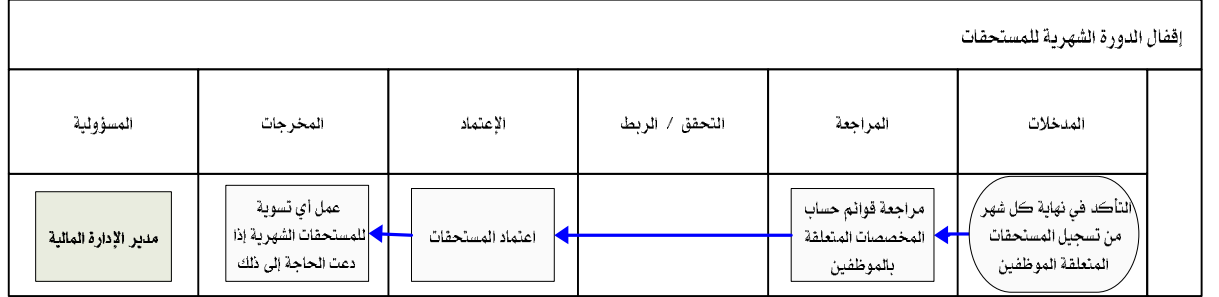 إقفال الدورة الشهرية للمستحقات
المدخلات
المراجعة
التحقق / الربط
الإعتماد
المخرجات
المسؤولية
التأكد في نهاية كل شهر
من تسجيل المستحقات
المتعلقة الموظفين
مراجعة قوائم حساب
المخصصات المتعلقة
بالموظفين
اعتماد المستحقات
عمل أي تسوية
للمستحقات الشهرية إذا
دعت الحاجة إلى ذلك
مدير الإدارة المالية